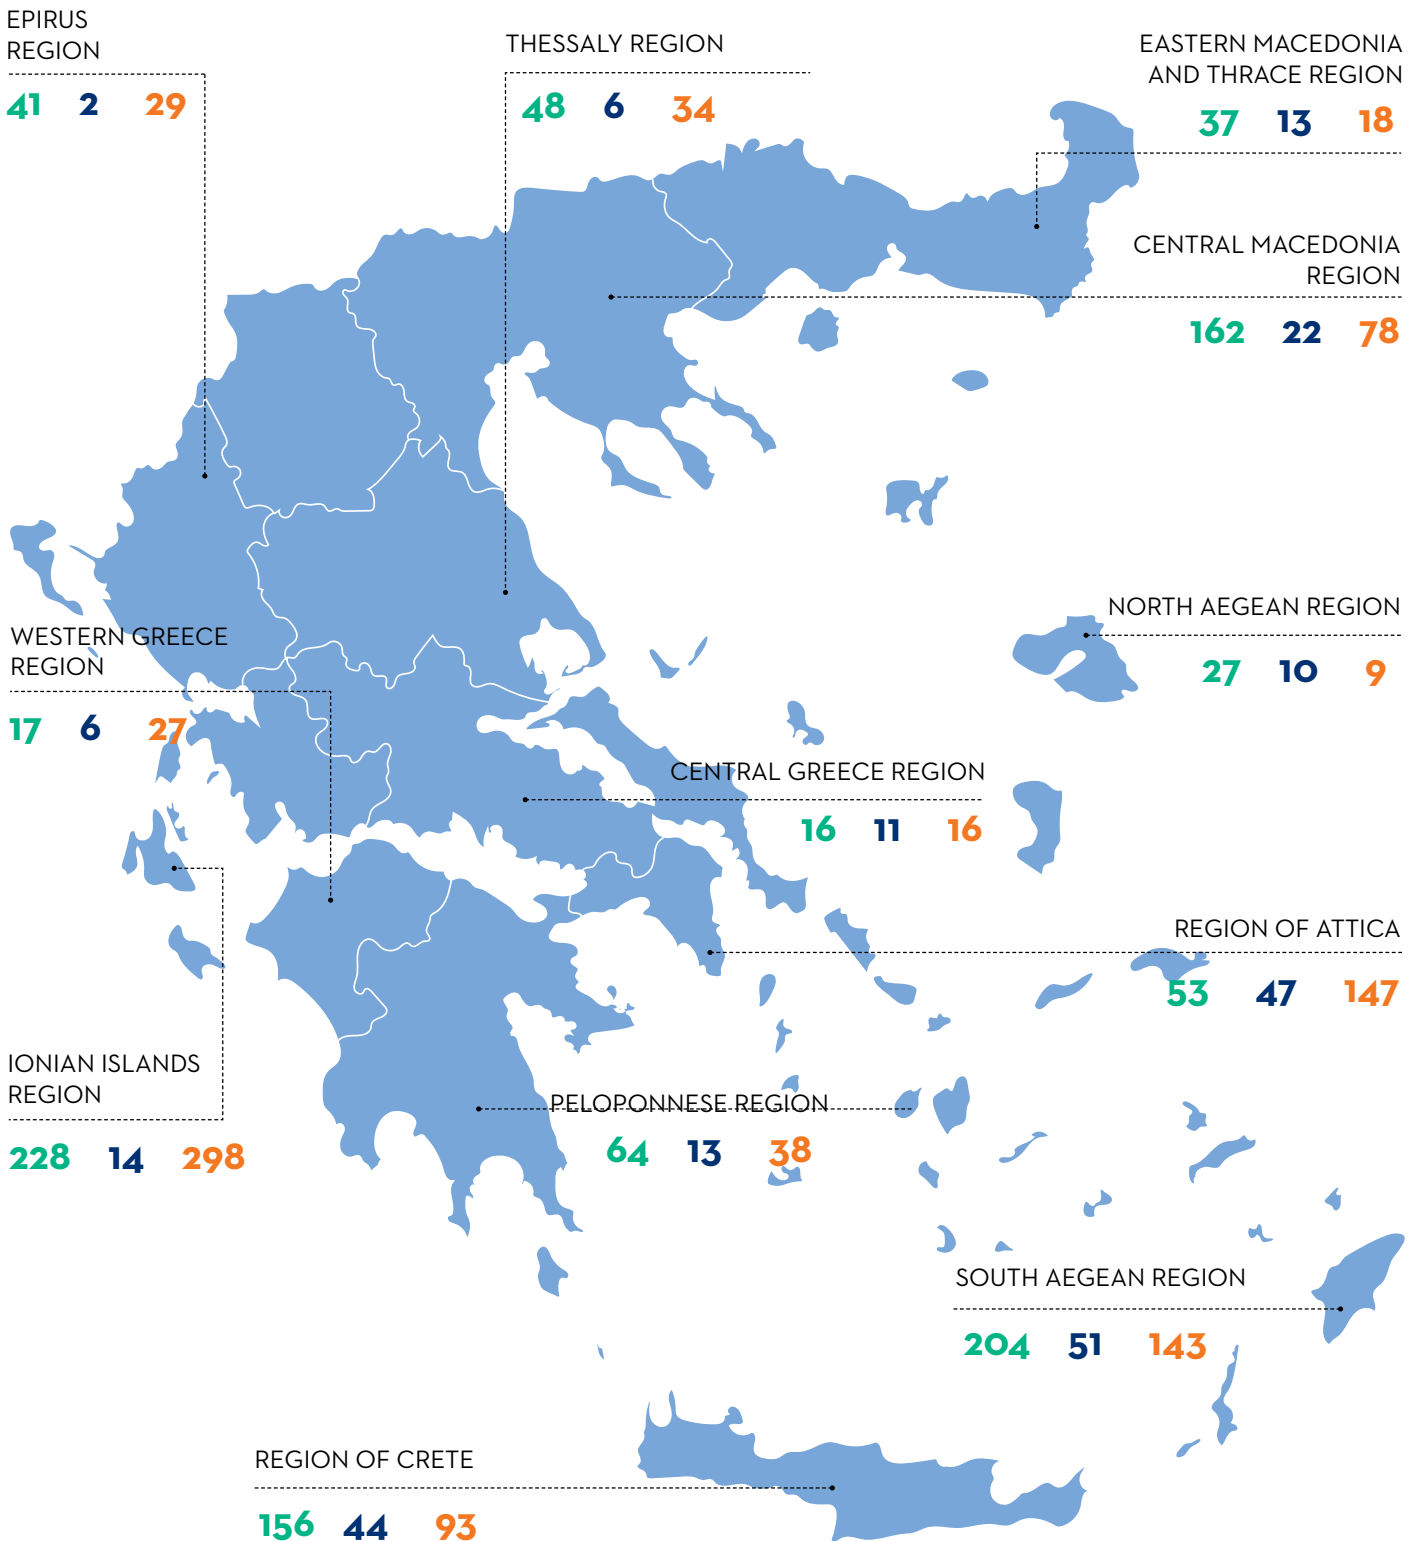 EPIRUS
REGION
41 2 29
THESSALY REGION
48 6 34
EASTERN MACEDONIA
AND THRACE REGION
37 13 18
CENTRAL MACEDONIA
REGION
162 22 78
NORTH AEGEAN REGION
27 10 9
WESTERN GREECE
REGION
17 6 27
CENTRAL GREECE REGION
16 11 16
REGION OF ATTICA
53 47 147
IONIAN ISLANDS
REGION
228 14 298
PELOPONNESE REGION
64 13 38
SOUTH AEGEAN REGION
204 51 143
REGION OF CRETE
156 44 93